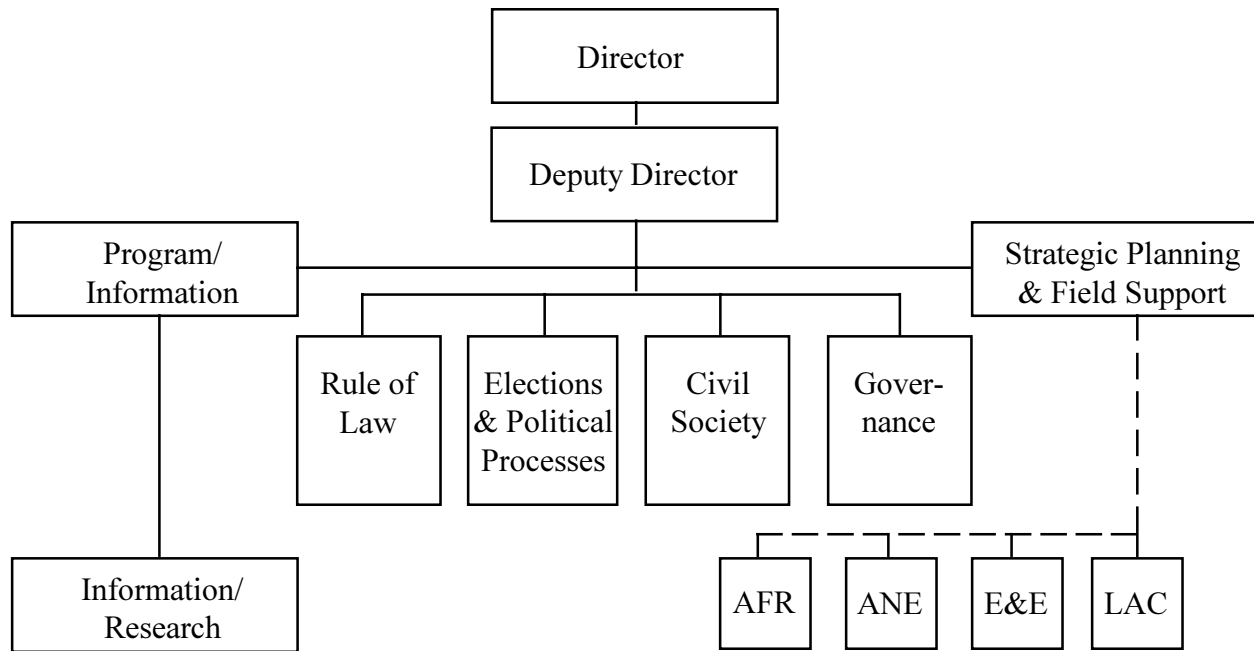 Director
Deputy Director
Program/
Information
Strategic Planning
& Field Support
Rule of
Law
Elections
& Political
Processes
Civil
Society
Gover-
nance
Information/
Research
AFR
ANE
E&E
LAC